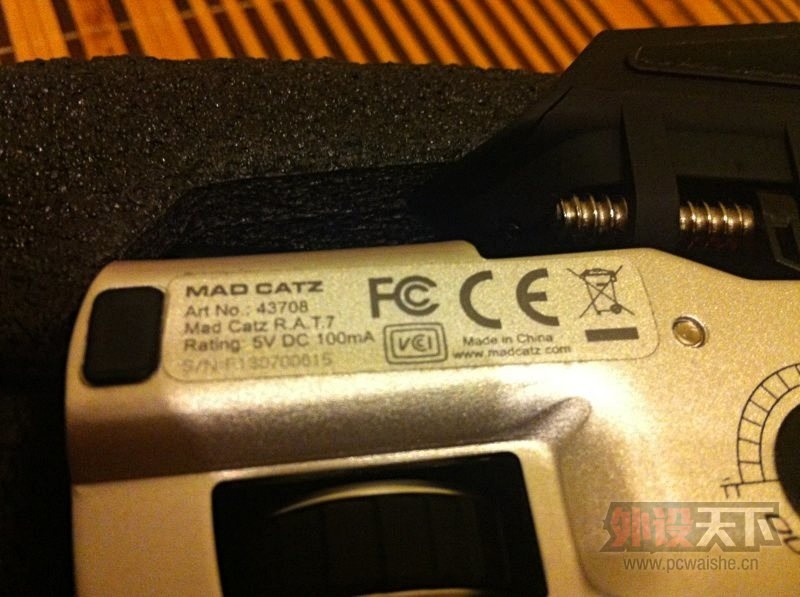 MAD CATZ
Art No.: 43708
Mad Catz R.A.T.7
Rating: 5V DC 100mA
S/N:F130700615
FC CE
VCI
Made in China
www.madcatz.com
外设天下
www.pcwaishe.cn